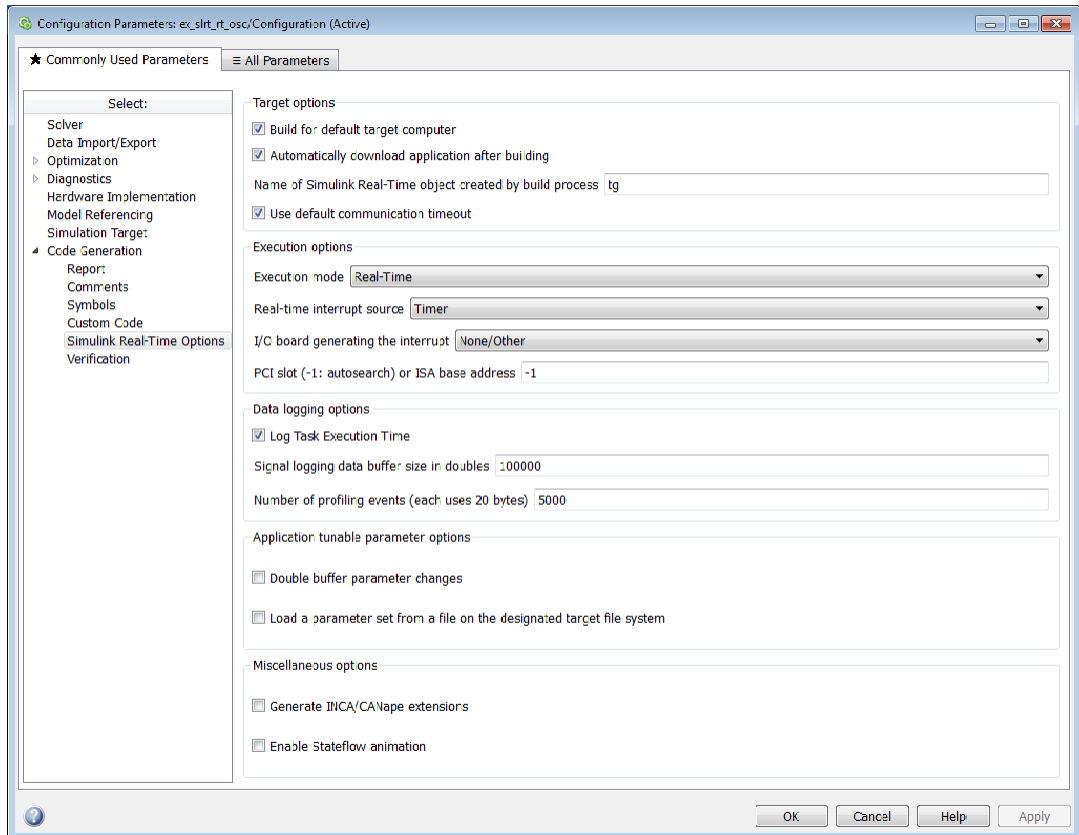 Configuration Parameters: ex_slrt_rt_osc/Configuration (Active)
★ Commonly Used Parameters
≡ All Parameters
Select:
Solver
Data Import/Export
Optimization
Diagnostics
Hardware Implementation
Model Referencing
Simulation Target
Code Generation
Report
Comments
Symbols
Custom Code
Simulink Real-Time Options
Verification
Target options
Build for default target computer
Automatically download application after building
Name of Simulink Real-Time object created by build process tg
Use default communication timeout
Execution options
Execution mode Real-Time
Real-time interrupt source Timer
I/O board generating the interrupt None/Other
PCI slot (-1: autosearch) or ISA base address -1
Data logging options
Log Task Execution Time
Signal logging data buffer size in doubles 100000
Number of profiling events (each uses 20 bytes) 5000
Application tunable parameter options
Double buffer parameter changes
Load a parameter set from a file on the designated target file system
Miscellaneous options
Generate INCA/CANape extensions
Enable Stateflow animation
? OK Cancel Help Apply